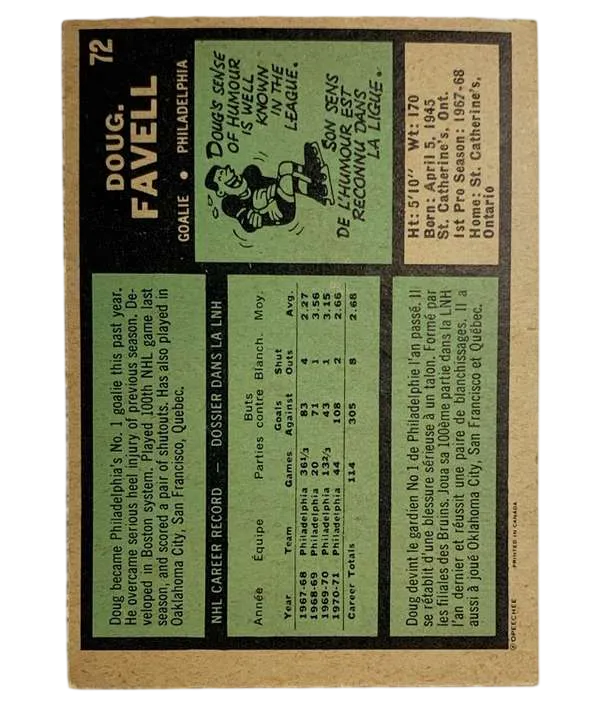 72
DOUG.
FAVELL
GOALIE • PHILADELPHIA
Doug became Philadelphia's No. 1 goalie this past year.
He overcame serious heel injury of previous season. De-
veloped in Boston system. Played 100th NHL game last
season, and scored a pair of shutouts. Has also played in
Oaklahoma City, San Francisco, Quebec.
DOUG'S SENSE
OF HUMOUR
IS WELL
KNOWN
IN THE
LEAGUE.
SON SENS
DE L'HUMOUR EST
RECONNU DANS
LA LIGUE.
NHL CAREER RECORD — DOSSIER DANS LA LNH
Année Équipe Parties Buts contre Blanch. Moy.
Year Team Games Goals Against Shut Outs Avg.
1967-68 Philadelphia 36 1/3 83 4 2.27
1968-69 Philadelphia 20 71 1 3.56
1969-70 Philadelphia 13 2/3 43 1 3.15
1970-71 Philadelphia 44 108 2 2.66
Career Totals 114 305 8 2.68
Ht: 5'10" Wt: 170
Born: April 5, 1945
St. Catherine's, Ont.
1st Pro Season: 1967-68
Home: St. Catherine's,
Ontario
Doug devint le gardien No 1 de Philadelphie l'an passé. Il
se rétabit d'une blessure sérieuse à un talon. Formé par
les filiales des Bruins. Joua sa 100ème partie dans la LNH
l'an dernier et réussit une paire de blanchissages. Il a
aussi à joué Oklahoma City, San Francisco et Québec.
© OPEECHEE PRINTED IN CANADA